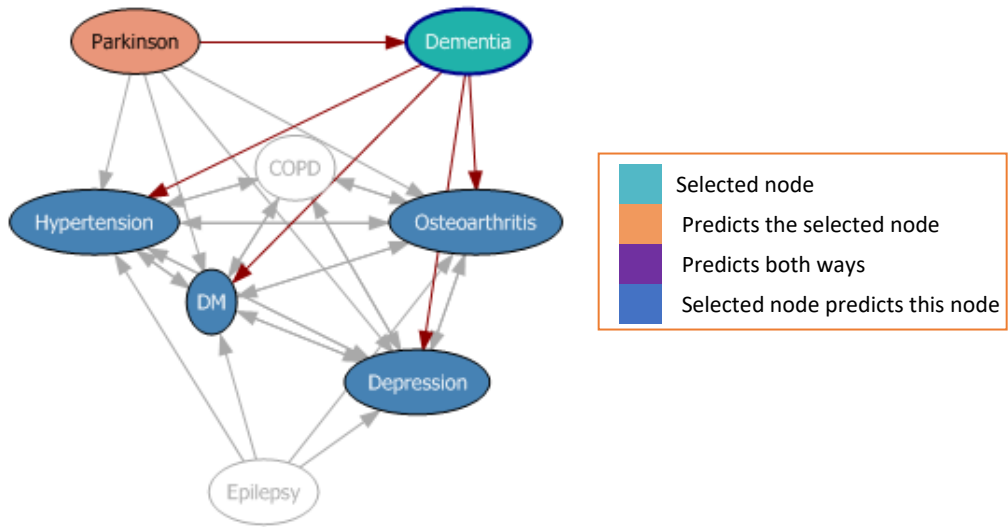 Parkinson
Dementia
COPD
Hypertension
Osteoarthritis
DM
Depression
Epilepsy
Selected node
Predicts the selected node
Predicts both ways
Selected node predicts this node